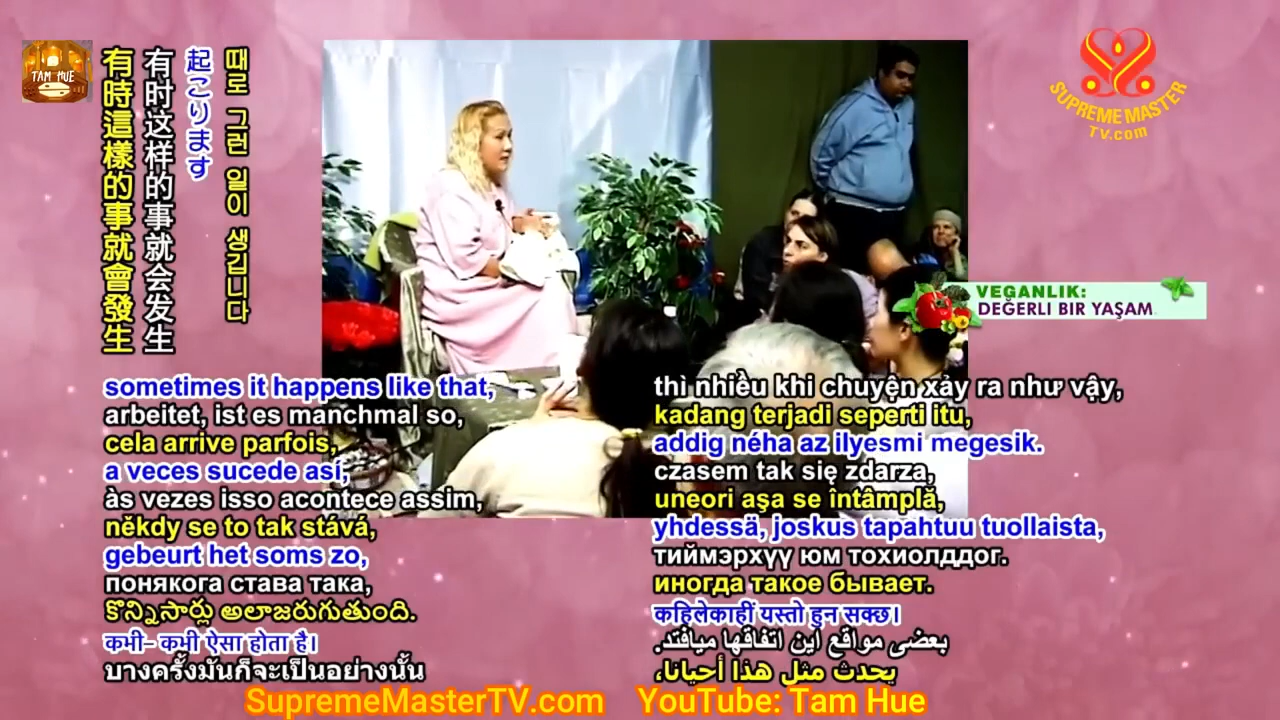 TAM HUE
有時這樣的事就會發生
有时这样的事就会发生
起こります
때로 그런 일이 생깁니다
SUPREME MASTER
TV.com
VEGANLIK:
DEĞERLI BIR YAŞAM
sometimes it happens like that,
arbeitet, ist es manchmal so,
cela arrive parfois,
a veces sucede así,
às vezes isso acontece assim,
někdy se to tak stává,
gebeurt het soms zo,
понякога става така,
కొన్నిసార్లు అలాజరుగుతుంది.
कभी- कभी ऐसा होता है।
บางครั้งมันก็จะเป็นอย่างนั้น
thì nhiều khi chuyện xảy ra như vậy,
kadang terjadi seperti itu,
addig néha az ilyesmi megesik.
czasem tak się zdarza,
uneori aşa se întâmplă,
yhdessä, joskus tapahtuu tuollaista,
тиймэрхүү юм тохиолддог.
иногда такое бывает.
कहिलेकाहीं यस्तो हुन सक्छ।
بعضی مواقع این اتفاقها میافتد.
يحدث مثل هذا أحيانا،
SupremeMasterTV.com YouTube: Tam Hue